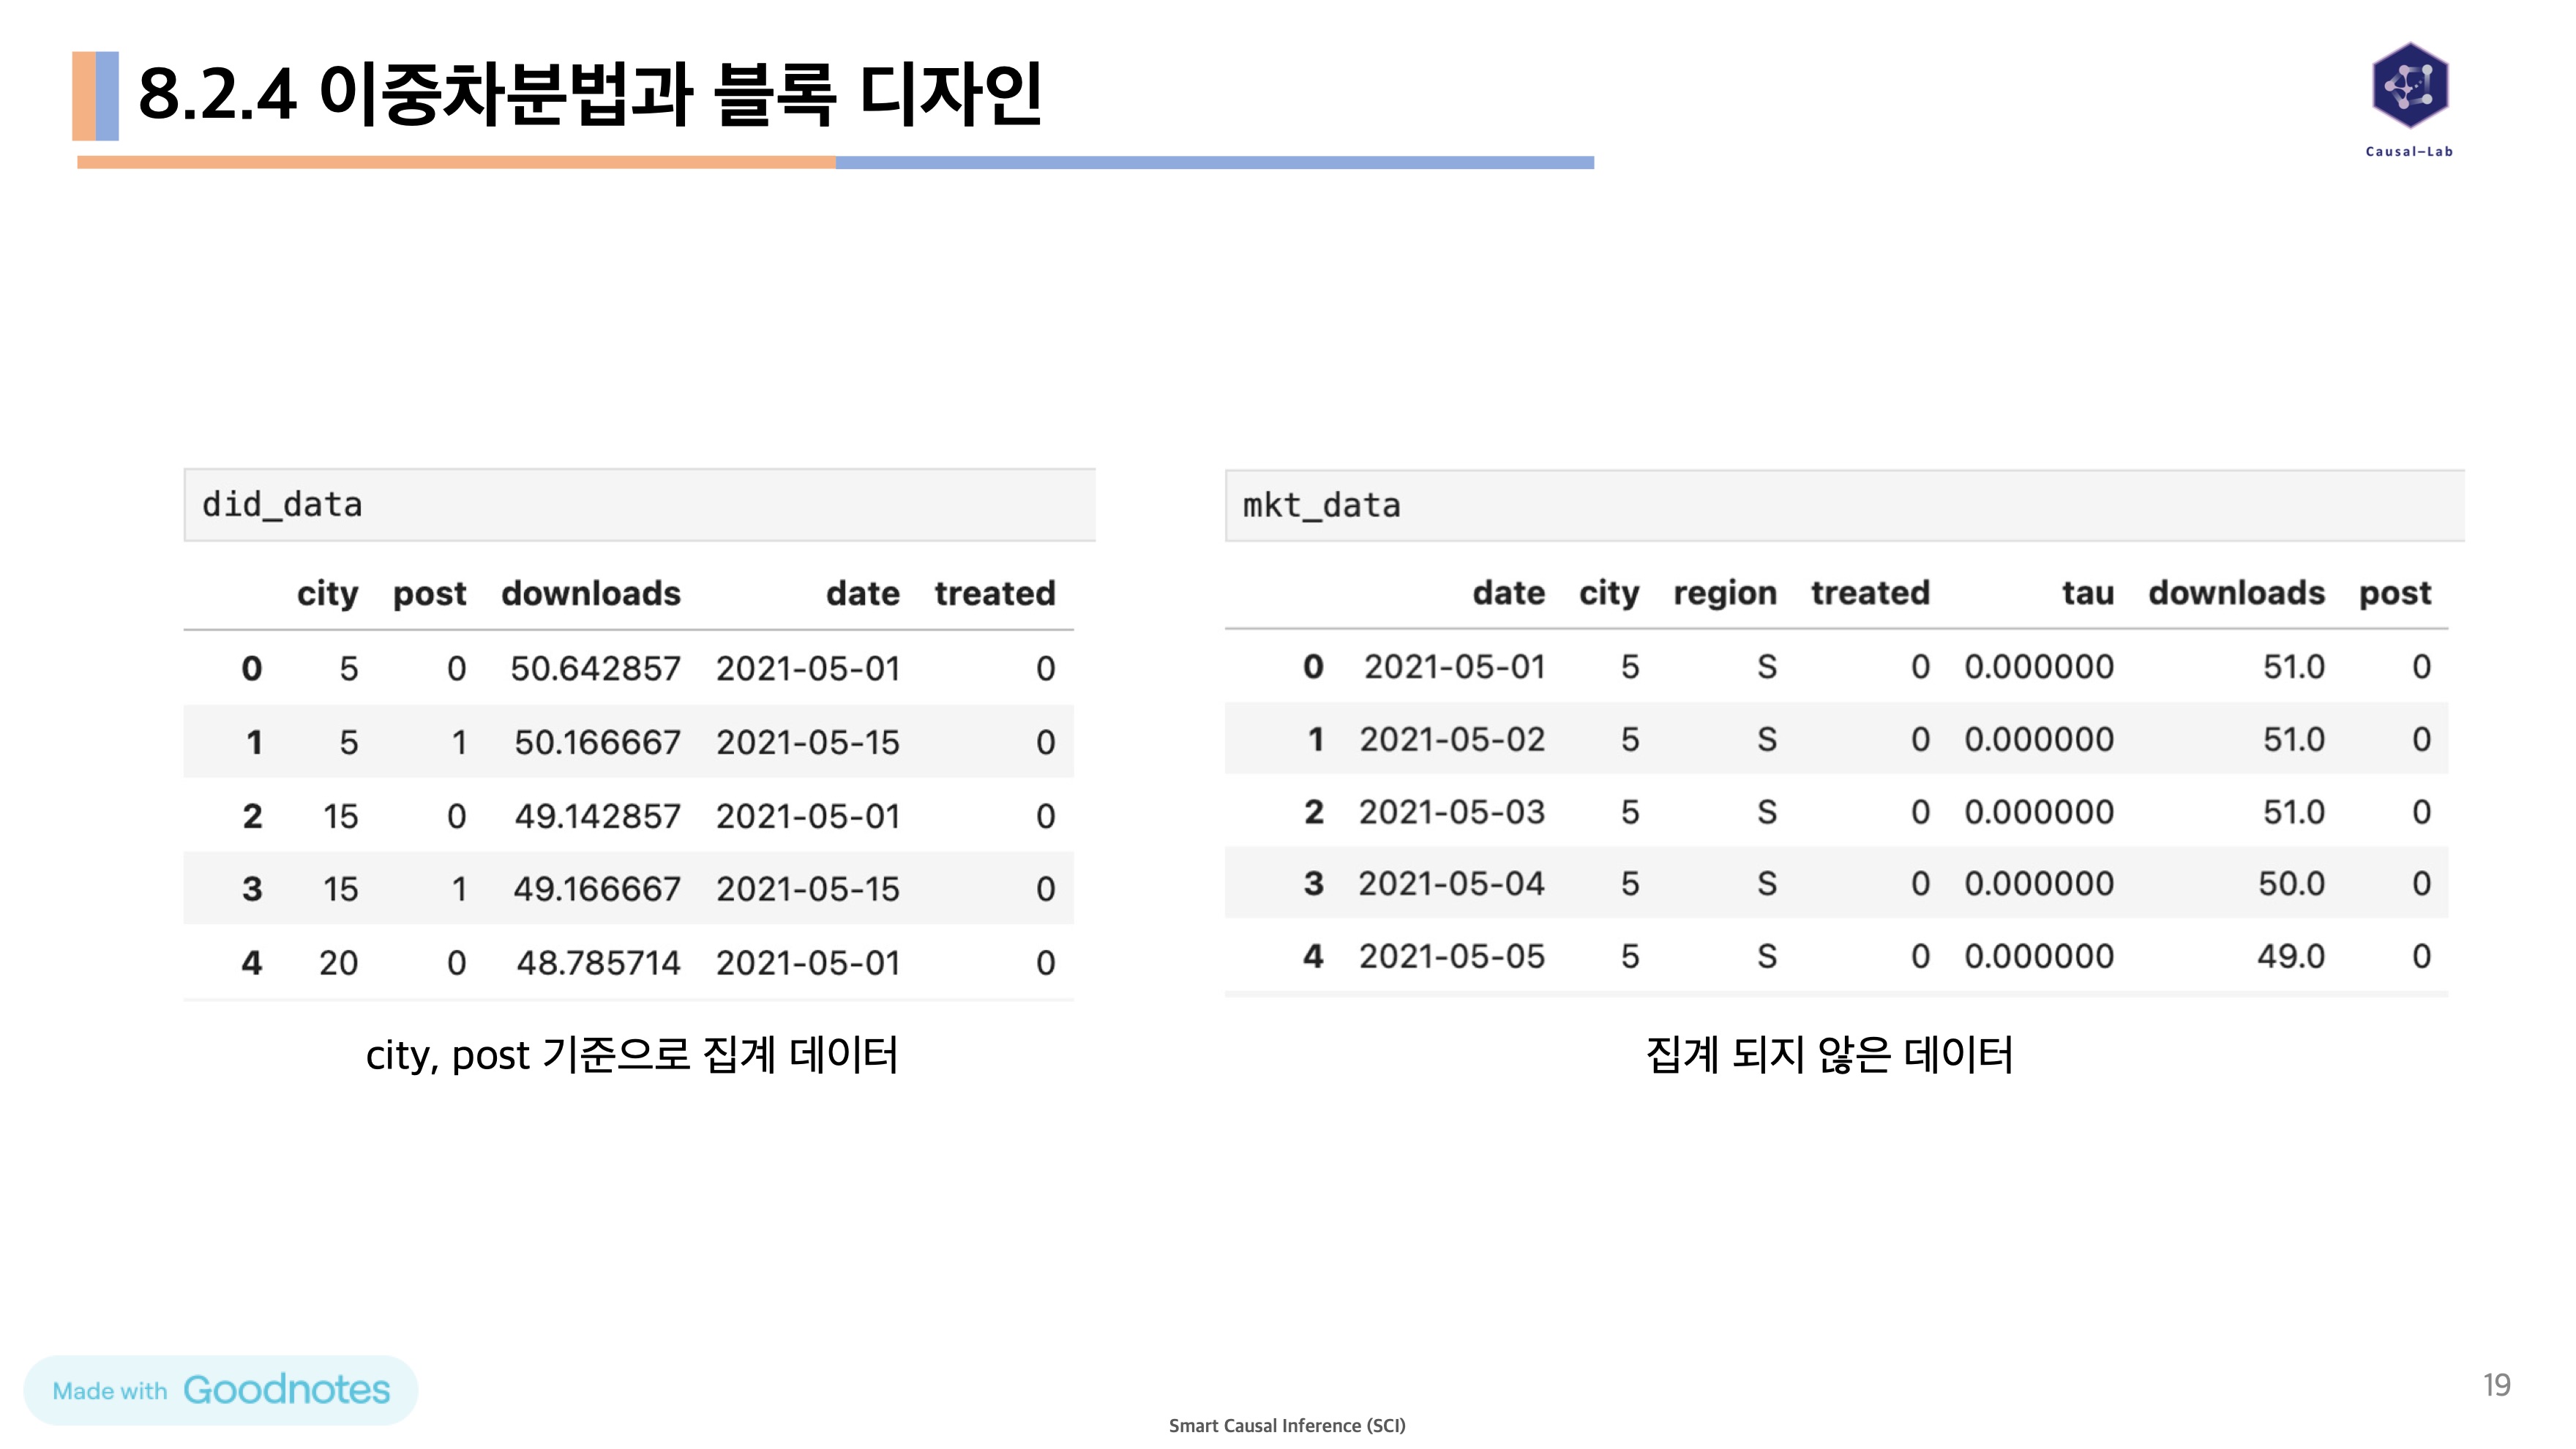 8.2.4 이중차분법과 블록 디자인
Causal-Lab
did_data
city post downloads date treated
0 5 0 50.642857 2021-05-01 0
1 5 1 50.166667 2021-05-15 0
2 15 0 49.142857 2021-05-01 0
3 15 1 49.166667 2021-05-15 0
4 20 0 48.785714 2021-05-01 0
city, post 기준으로 집계 데이터
mkt_data
date city region treated tau downloads post
0 2021-05-01 5 S 0 0.000000 51.0 0
1 2021-05-02 5 S 0 0.000000 51.0 0
2 2021-05-03 5 S 0 0.000000 51.0 0
3 2021-05-04 5 S 0 0.000000 50.0 0
4 2021-05-05 5 S 0 0.000000 49.0 0
집계 되지 않은 데이터
Made with Goodnotes
19
Smart Causal Inference (SCI)